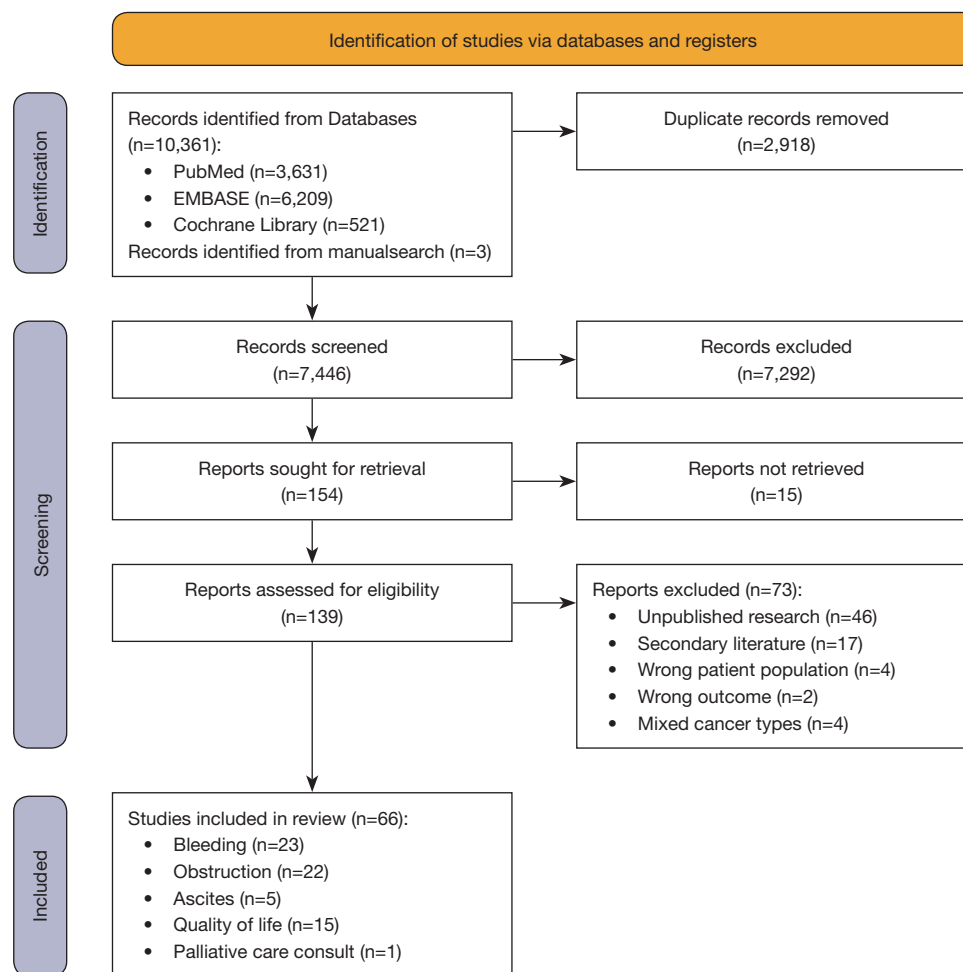 Identification of studies via databases and registers
Identification
Records identified from Databases
(n=10,361):
• PubMed (n=3,631)
• EMBASE (n=6,209)
• Cochrane Library (n=521)
Records identified from manualsearch (n=3)
Duplicate records removed
(n=2,918)
Screening
Records screened
(n=7,446)
Records excluded
(n=7,292)
Reports sought for retrieval
(n=154)
Reports not retrieved
(n=15)
Reports assessed for eligibility
(n=139)
Reports excluded (n=73):
• Unpublished research (n=46)
• Secondary literature (n=17)
• Wrong patient population (n=4)
• Wrong outcome (n=2)
• Mixed cancer types (n=4)
Included
Studies included in review (n=66):
• Bleeding (n=23)
• Obstruction (n=22)
• Ascites (n=5)
• Quality of life (n=15)
• Palliative care consult (n=1)